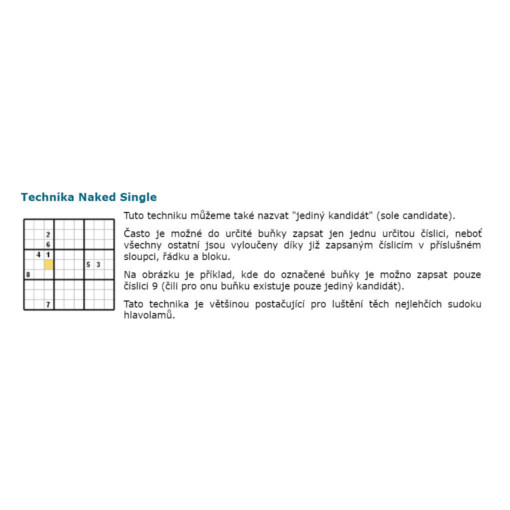 Technika Naked Single
Tuto techniku můžeme také nazvat "jediný kandidát" (sole candidate).
Často je možné do určité buňky zapsat jen jednu určitou číslici, neboť
všechny ostatní jsou vyloučeny díky již zapsaným číslicím v příslušném
sloupci, řádku a bloku.
Na obrázku je příklad, kde do označené buňky je možno zapsat pouze
číslici 9 (čili pro onu buňku existuje pouze jediný kandidát).
Tato technika je většinou postačující pro luštění těch nejlehčích sudoku
hlavolamů.
2
6
4 1
5 3
8
7